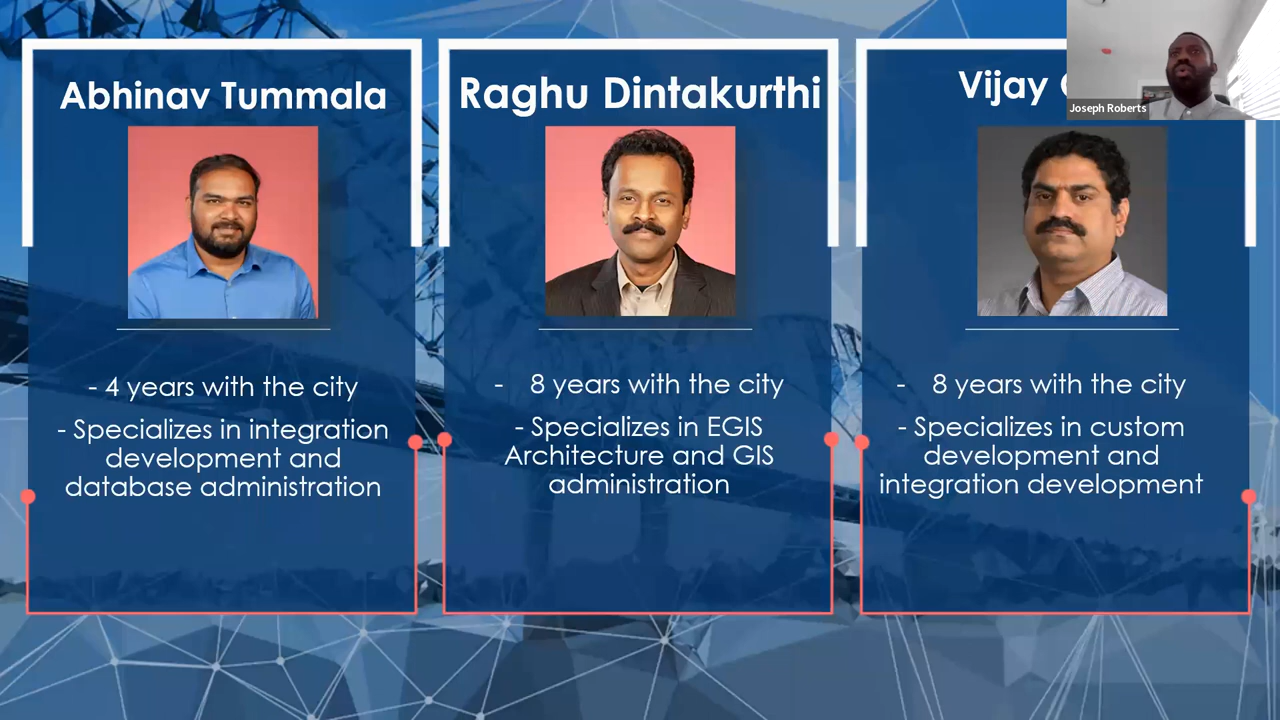 Abhinav Tummala
- 4 years with the city
- Specializes in integration
development and
database administration
Raghu Dintakurthi
- 8 years with the city
- Specializes in EGIS
Architecture and GIS
administration
Vijay
- 8 years with the city
- Specializes in custom
development and
integration development
Joseph Roberts